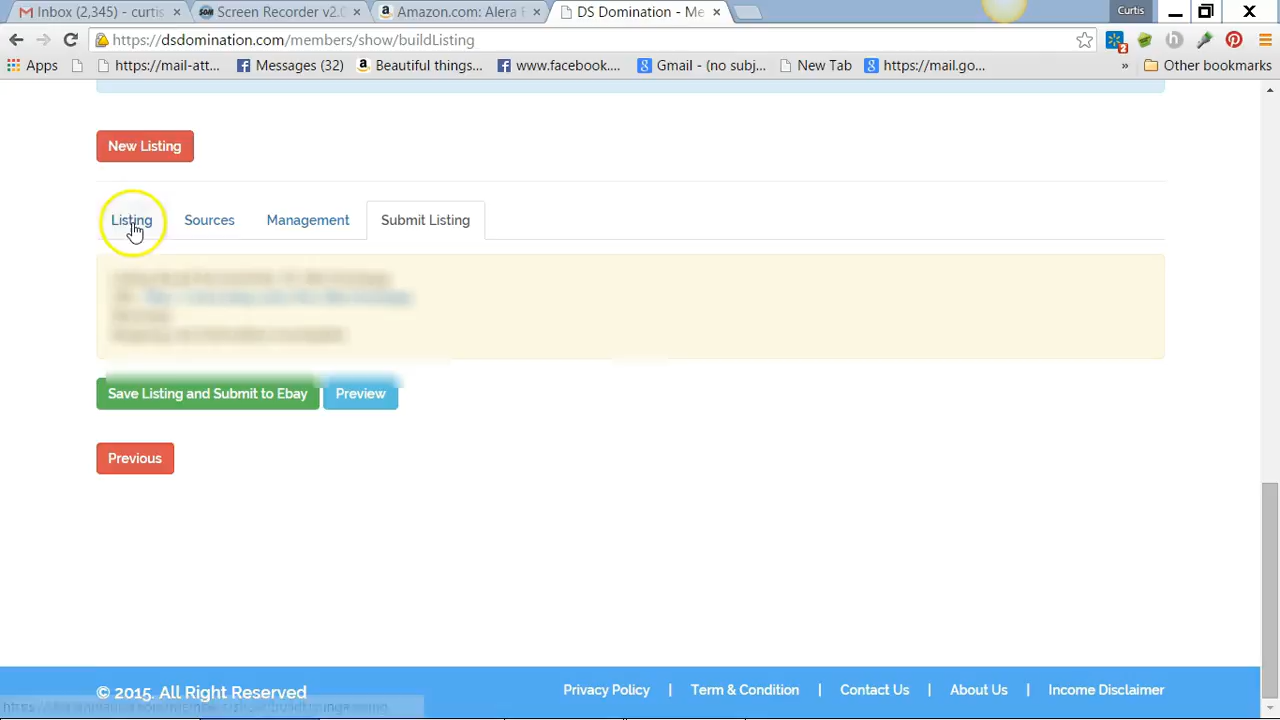 Inbox (2,345) - curtis
Screen Recorder v2.0
Amazon.com: Alera F
DS Domination - Me
Curtis
https://dsdomination.com/members/show/buildListing
Apps
https://mail-att...
Messages (32)
Beautiful things...
www.facebook....
Gmail - (no subj...
New Tab
https://mail.go...
»
Other bookmarks
New Listing
Listing
Sources
Management
Submit Listing
Save Listing and Submit to Ebay
Preview
Previous
© 2015. All Right Reserved
Privacy Policy | Term & Condition | Contact Us | About Us | Income Disclaimer